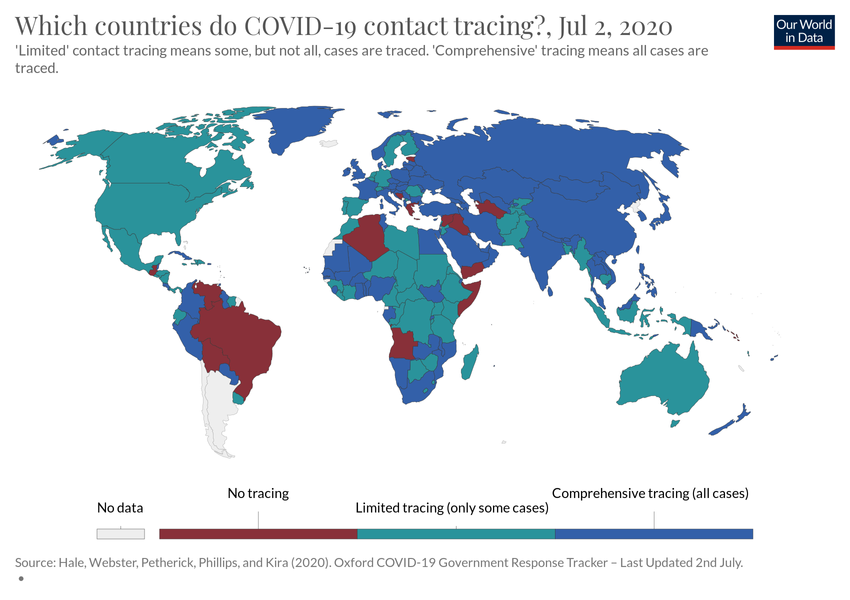 Which countries do COVID-19 contact tracing?, Jul 2, 2020
'Limited' contact tracing means some, but not all, cases are traced. 'Comprehensive' tracing means all cases are
traced.
Our World
in Data
No data
No tracing
Limited tracing (only some cases)
Comprehensive tracing (all cases)
Source: Hale, Webster, Petherick, Phillips, and Kira (2020). Oxford COVID-19 Government Response Tracker – Last Updated 2nd July.
•